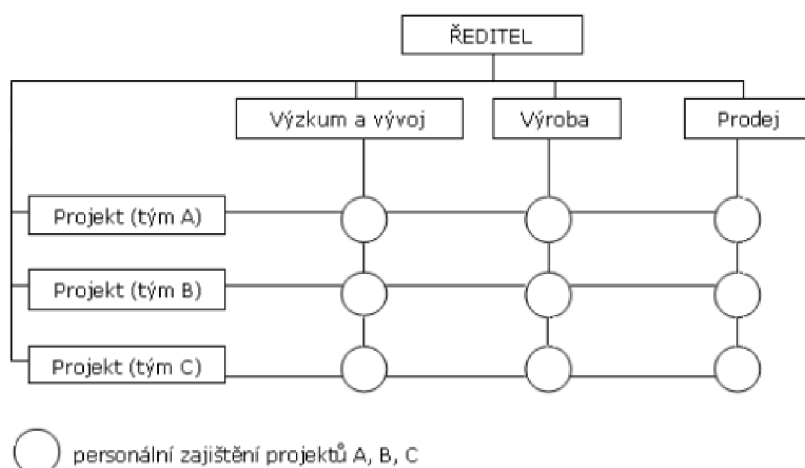 ŘEDITEL
Výzkum a vývoj
Výroba
Prodej
Projekt (tým A)
Projekt (tým B)
Projekt (tým C)
personální zajištění projektů A, B, C